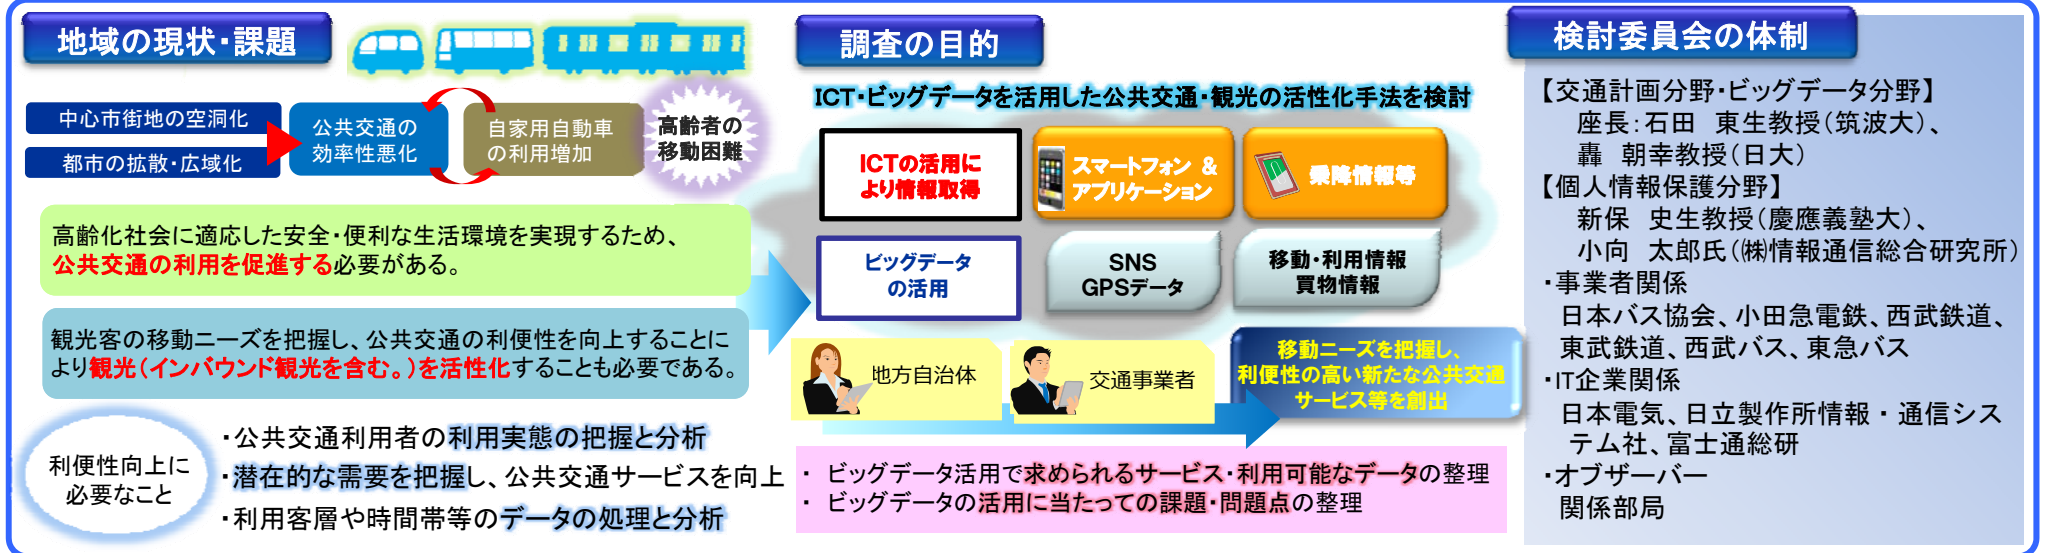 地域の現状・課題
中心市街地の空洞化
都市の拡散・広域化
公共交通の
効率性悪化
自家用自動車
の利用増加
高齢者の
移動困難
高齢化社会に適応した安全・便利な生活環境を実現するため、
公共交通の利用を促進する必要がある。
観光客の移動ニーズを把握し、公共交通の利便性を向上することに
より観光（インバウンド観光を含む。）を活性化することも必要である。
利便性向上に
必要なこと
・公共交通利用者の利用実態の把握と分析
・潜在的な需要を把握し、公共交通サービスを向上
・利用客層や時間帯等のデータの処理と分析
調査の目的
ICT・ビッグデータを活用した公共交通・観光の活性化手法を検討
ICTの活用に
より情報取得
スマートフォン ＆
アプリケーション
乗降情報等
ビッグデータ
の活用
SNS
GPSデータ
移動・利用情報
買物情報
地方自治体
交通事業者
移動ニーズを把握し、
利便性の高い新たな公共交通
サービス等を創出
・ ビッグデータ活用で求められるサービス・利用可能なデータの整理
・ ビッグデータの活用に当たっての課題・問題点の整理
検討委員会の体制
【交通計画分野・ビッグデータ分野】
座長：石田 東生教授（筑波大）、
轟 朝幸教授（日大）
【個人情報保護分野】
新保 史生教授（慶應義塾大）、
小向 太郎氏（㈱情報通信総合研究所）
・事業者関係
日本バス協会、小田急電鉄、西武鉄道、
東武鉄道、西武バス、東急バス
・IT企業関係
日本電気、日立製作所情報・通信シス
テム社、富士通総研
・オブザーバー
関係部局